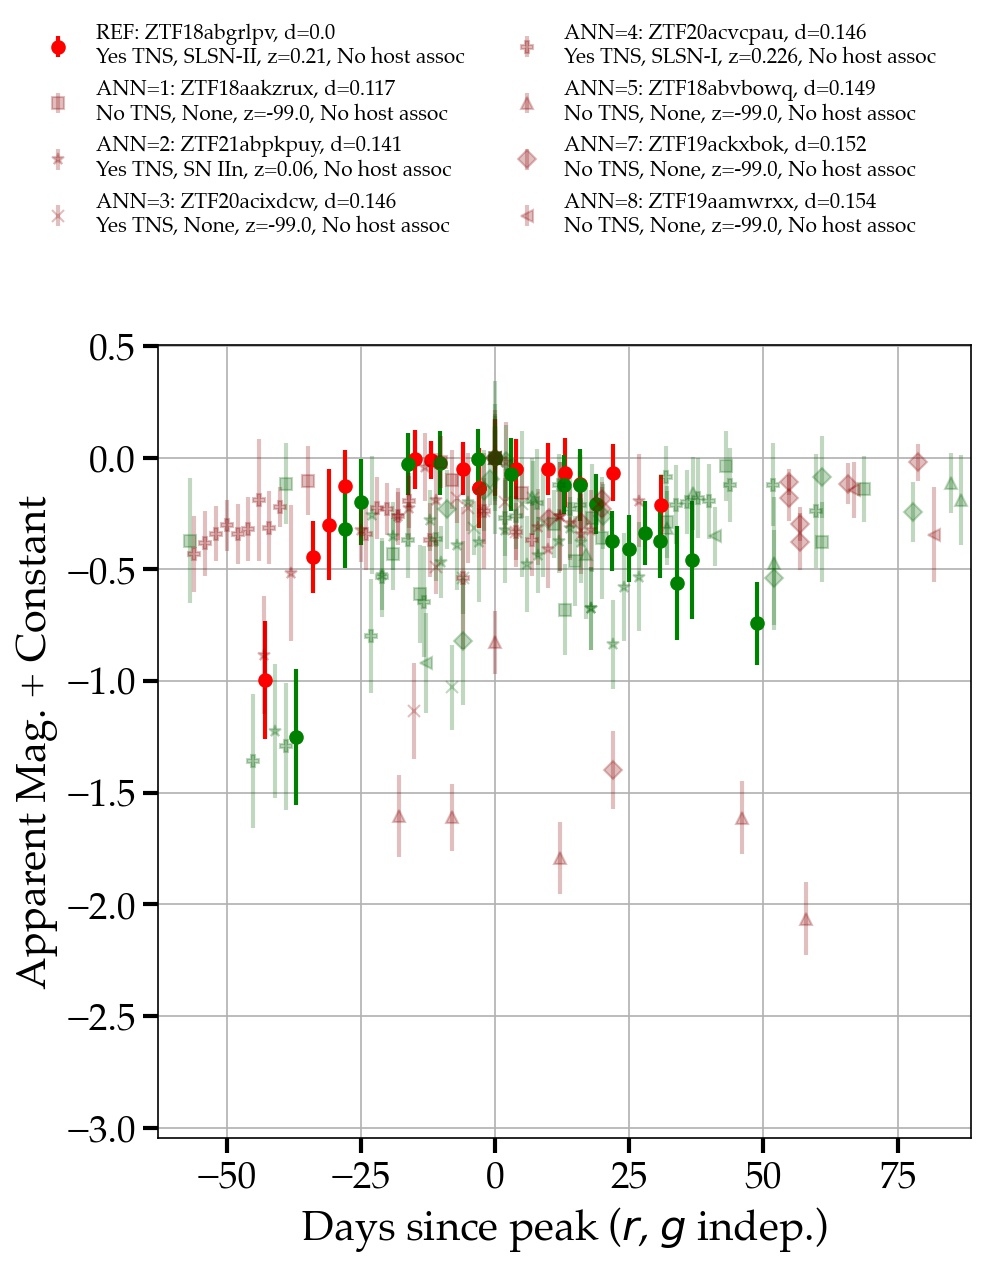 REF: ZTF18abgrlpv, d=0.0
Yes TNS, SLSN-II, z=0.21, No host assoc
ANN=1: ZTF18aakzrux, d=0.117
No TNS, None, z=-99.0, No host assoc
ANN=2: ZTF21abpkpuy, d=0.141
Yes TNS, SN IIn, z=0.06, No host assoc
ANN=3: ZTF20acixdcw, d=0.146
Yes TNS, None, z=-99.0, No host assoc
ANN=4: ZTF20acvcpau, d=0.146
Yes TNS, SLSN-I, z=0.226, No host assoc
ANN=5: ZTF18abvbowq, d=0.149
No TNS, None, z=-99.0, No host assoc
ANN=7: ZTF19ackxbok, d=0.152
No TNS, None, z=-99.0, No host assoc
ANN=8: ZTF19aamwrxx, d=0.154
No TNS, None, z=-99.0, No host assoc
Apparent Mag. + Constant
0.5
0.0
−0.5
−1.0
−1.5
−2.0
−2.5
−3.0
−50
−25
0
25
50
75
Days since peak (r, g indep.)